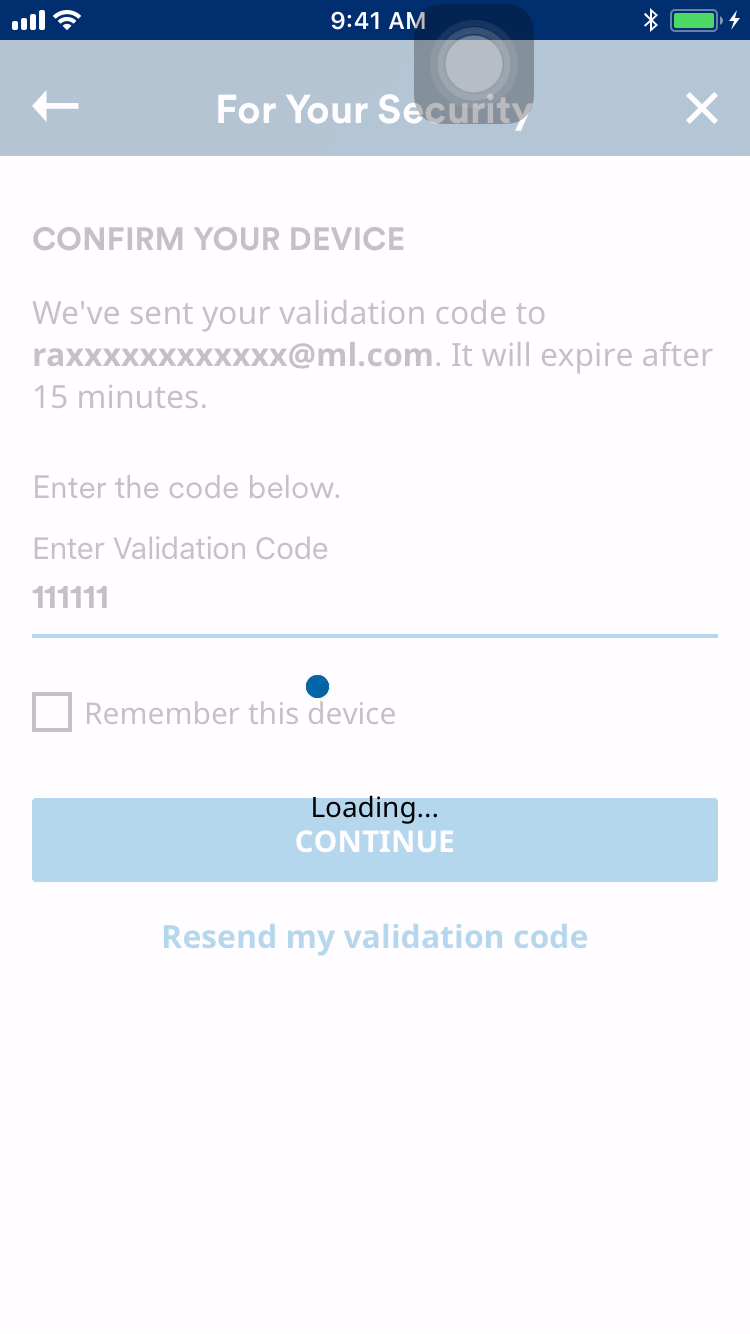 9:41 AM
For Your Security
CONFIRM YOUR DEVICE
We've sent your validation code to
raxxxxxxxxxxxx@ml.com. It will expire after
15 minutes.
Enter the code below.
Enter Validation Code
111111
Remember this device
Loading...
CONTINUE
Resend my validation code